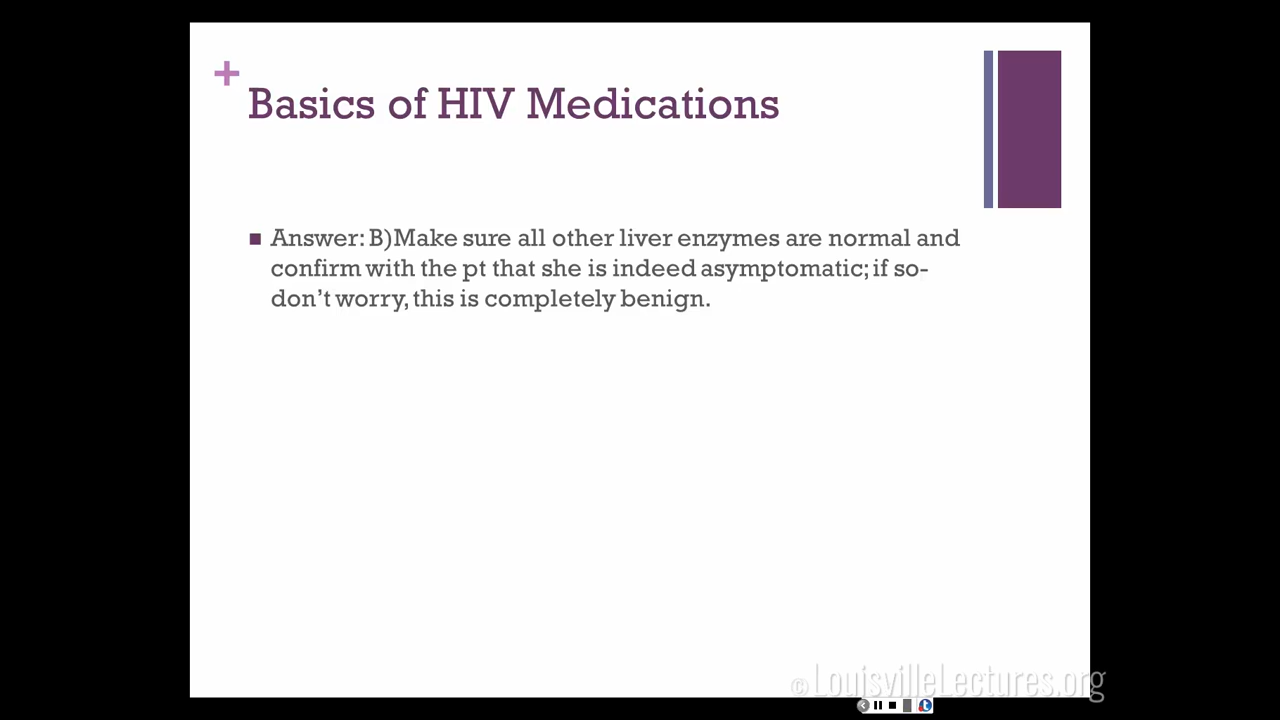 +
Basics of HIV Medications
Answer: B)Make sure all other liver enzymes are normal and
confirm with the pt that she is indeed asymptomatic; if so-
don't worry, this is completely benign.
© LouisvilleLectures.org